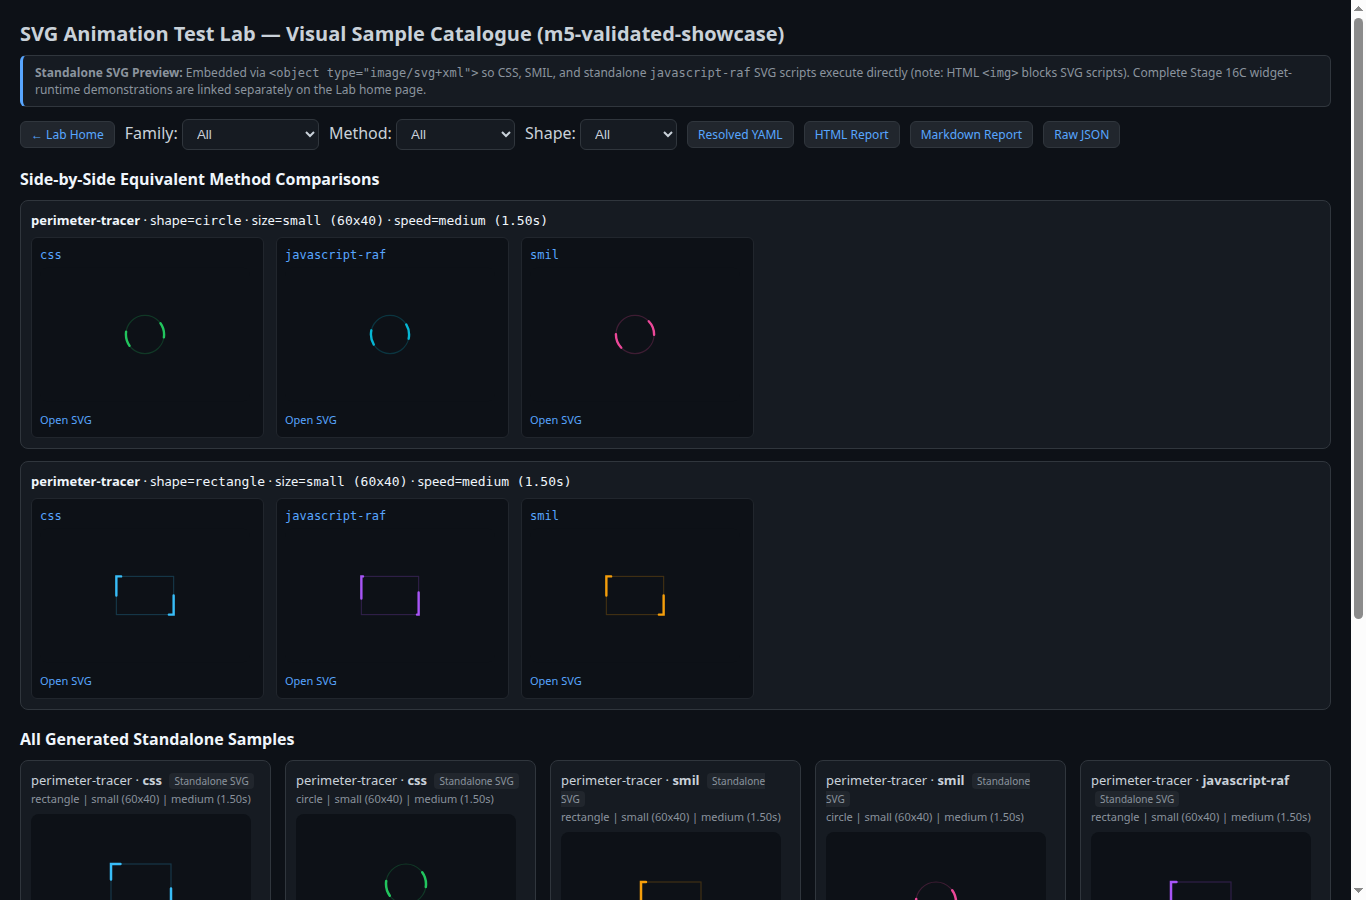 SVG Animation Test Lab — Visual Sample Catalogue (m5-validated-showcase)
Standalone SVG Preview: Embedded via <object type="image/svg+xml"> so CSS, SMIL, and standalone javascript-raf SVG scripts execute directly (note: HTML <img> blocks SVG scripts). Complete Stage 16C widget-
runtime demonstrations are linked separately on the Lab home page.
← Lab Home Family: All Method: All Shape: All Resolved YAML HTML Report Markdown Report Raw JSON
Side-by-Side Equivalent Method Comparisons
perimeter-tracer · shape=circle · size=small (60x40) · speed=medium (1.50s)
css javascript-raf smil
Open SVG Open SVG Open SVG
perimeter-tracer · shape=rectangle · size=small (60x40) · speed=medium (1.50s)
css javascript-raf smil
Open SVG Open SVG Open SVG
All Generated Standalone Samples
perimeter-tracer · css Standalone SVG
rectangle | small (60x40) | medium (1.50s)
perimeter-tracer · css Standalone SVG
circle | small (60x40) | medium (1.50s)
perimeter-tracer · smil Standalone
SVG
rectangle | small (60x40) | medium (1.50s)
perimeter-tracer · smil Standalone
SVG
circle | small (60x40) | medium (1.50s)
perimeter-tracer · javascript-raf
Standalone SVG
rectangle | small (60x40) | medium (1.50s)